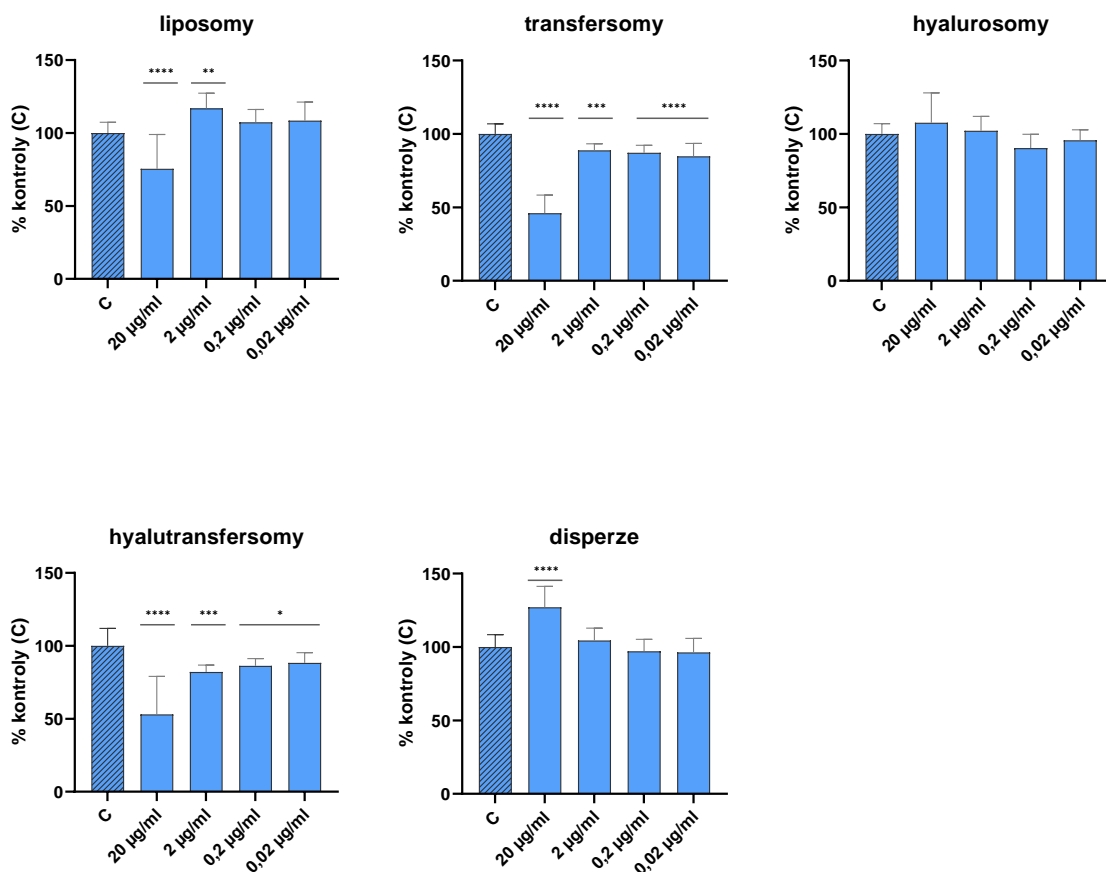 liposomy
% kontroly (C)
150
100
50
0
**** **
C
20 µg/ml
2 µg/ml
0,2 µg/ml
0,02 µg/ml
transfersomy
% kontroly (C)
150
100
50
0
**** *** ****
C
20 µg/ml
2 µg/ml
0,2 µg/ml
0,02 µg/ml
hyalurosomy
% kontroly (C)
150
100
50
0
C
20 µg/ml
2 µg/ml
0,2 µg/ml
0,02 µg/ml
hyalutransfersomy
% kontroly (C)
150
100
50
0
**** *** *
C
20 µg/ml
2 µg/ml
0,2 µg/ml
0,02 µg/ml
disperze
% kontroly (C)
150
100
50
0
****
C
20 µg/ml
2 µg/ml
0,2 µg/ml
0,02 µg/ml